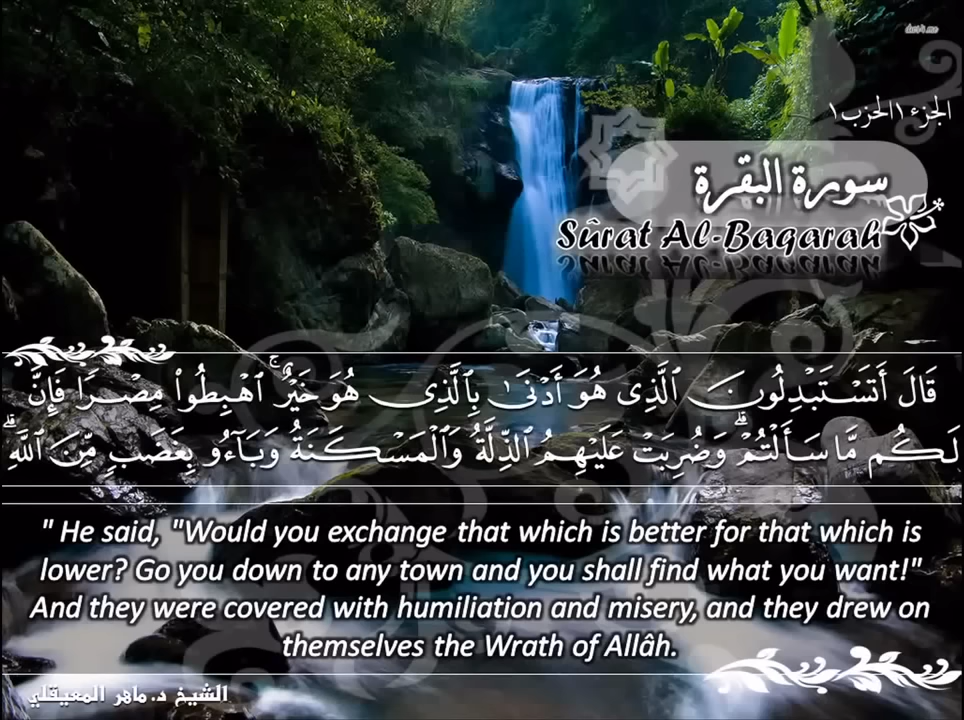 الجزء ١ الحزب ١
سورة البقرة
Sûrat Al-Baqarah
قَالَ أَتَسْتَبْدِلُونَ ٱلَّذِى هُوَ أَدْنَىٰ بِٱلَّذِى هُوَ خَيْرٌ ۚ ٱهْبِطُوا۟ مِصْرًا فَإِنَّ
لَكُم مَّا سَأَلْتُمْ ۗ وَضُرِبَتْ عَلَيْهِمُ ٱلذِّلَّةُ وَٱلْمَسْكَنَةُ وَبَآءُو بِغَضَبٍ مِّنَ ٱللَّهِ ۗ
" He said, "Would you exchange that which is better for that which is
lower? Go you down to any town and you shall find what you want!"
And they were covered with humiliation and misery, and they drew on
themselves the Wrath of Allâh.
الشيخ د. ماهر المعيقلي